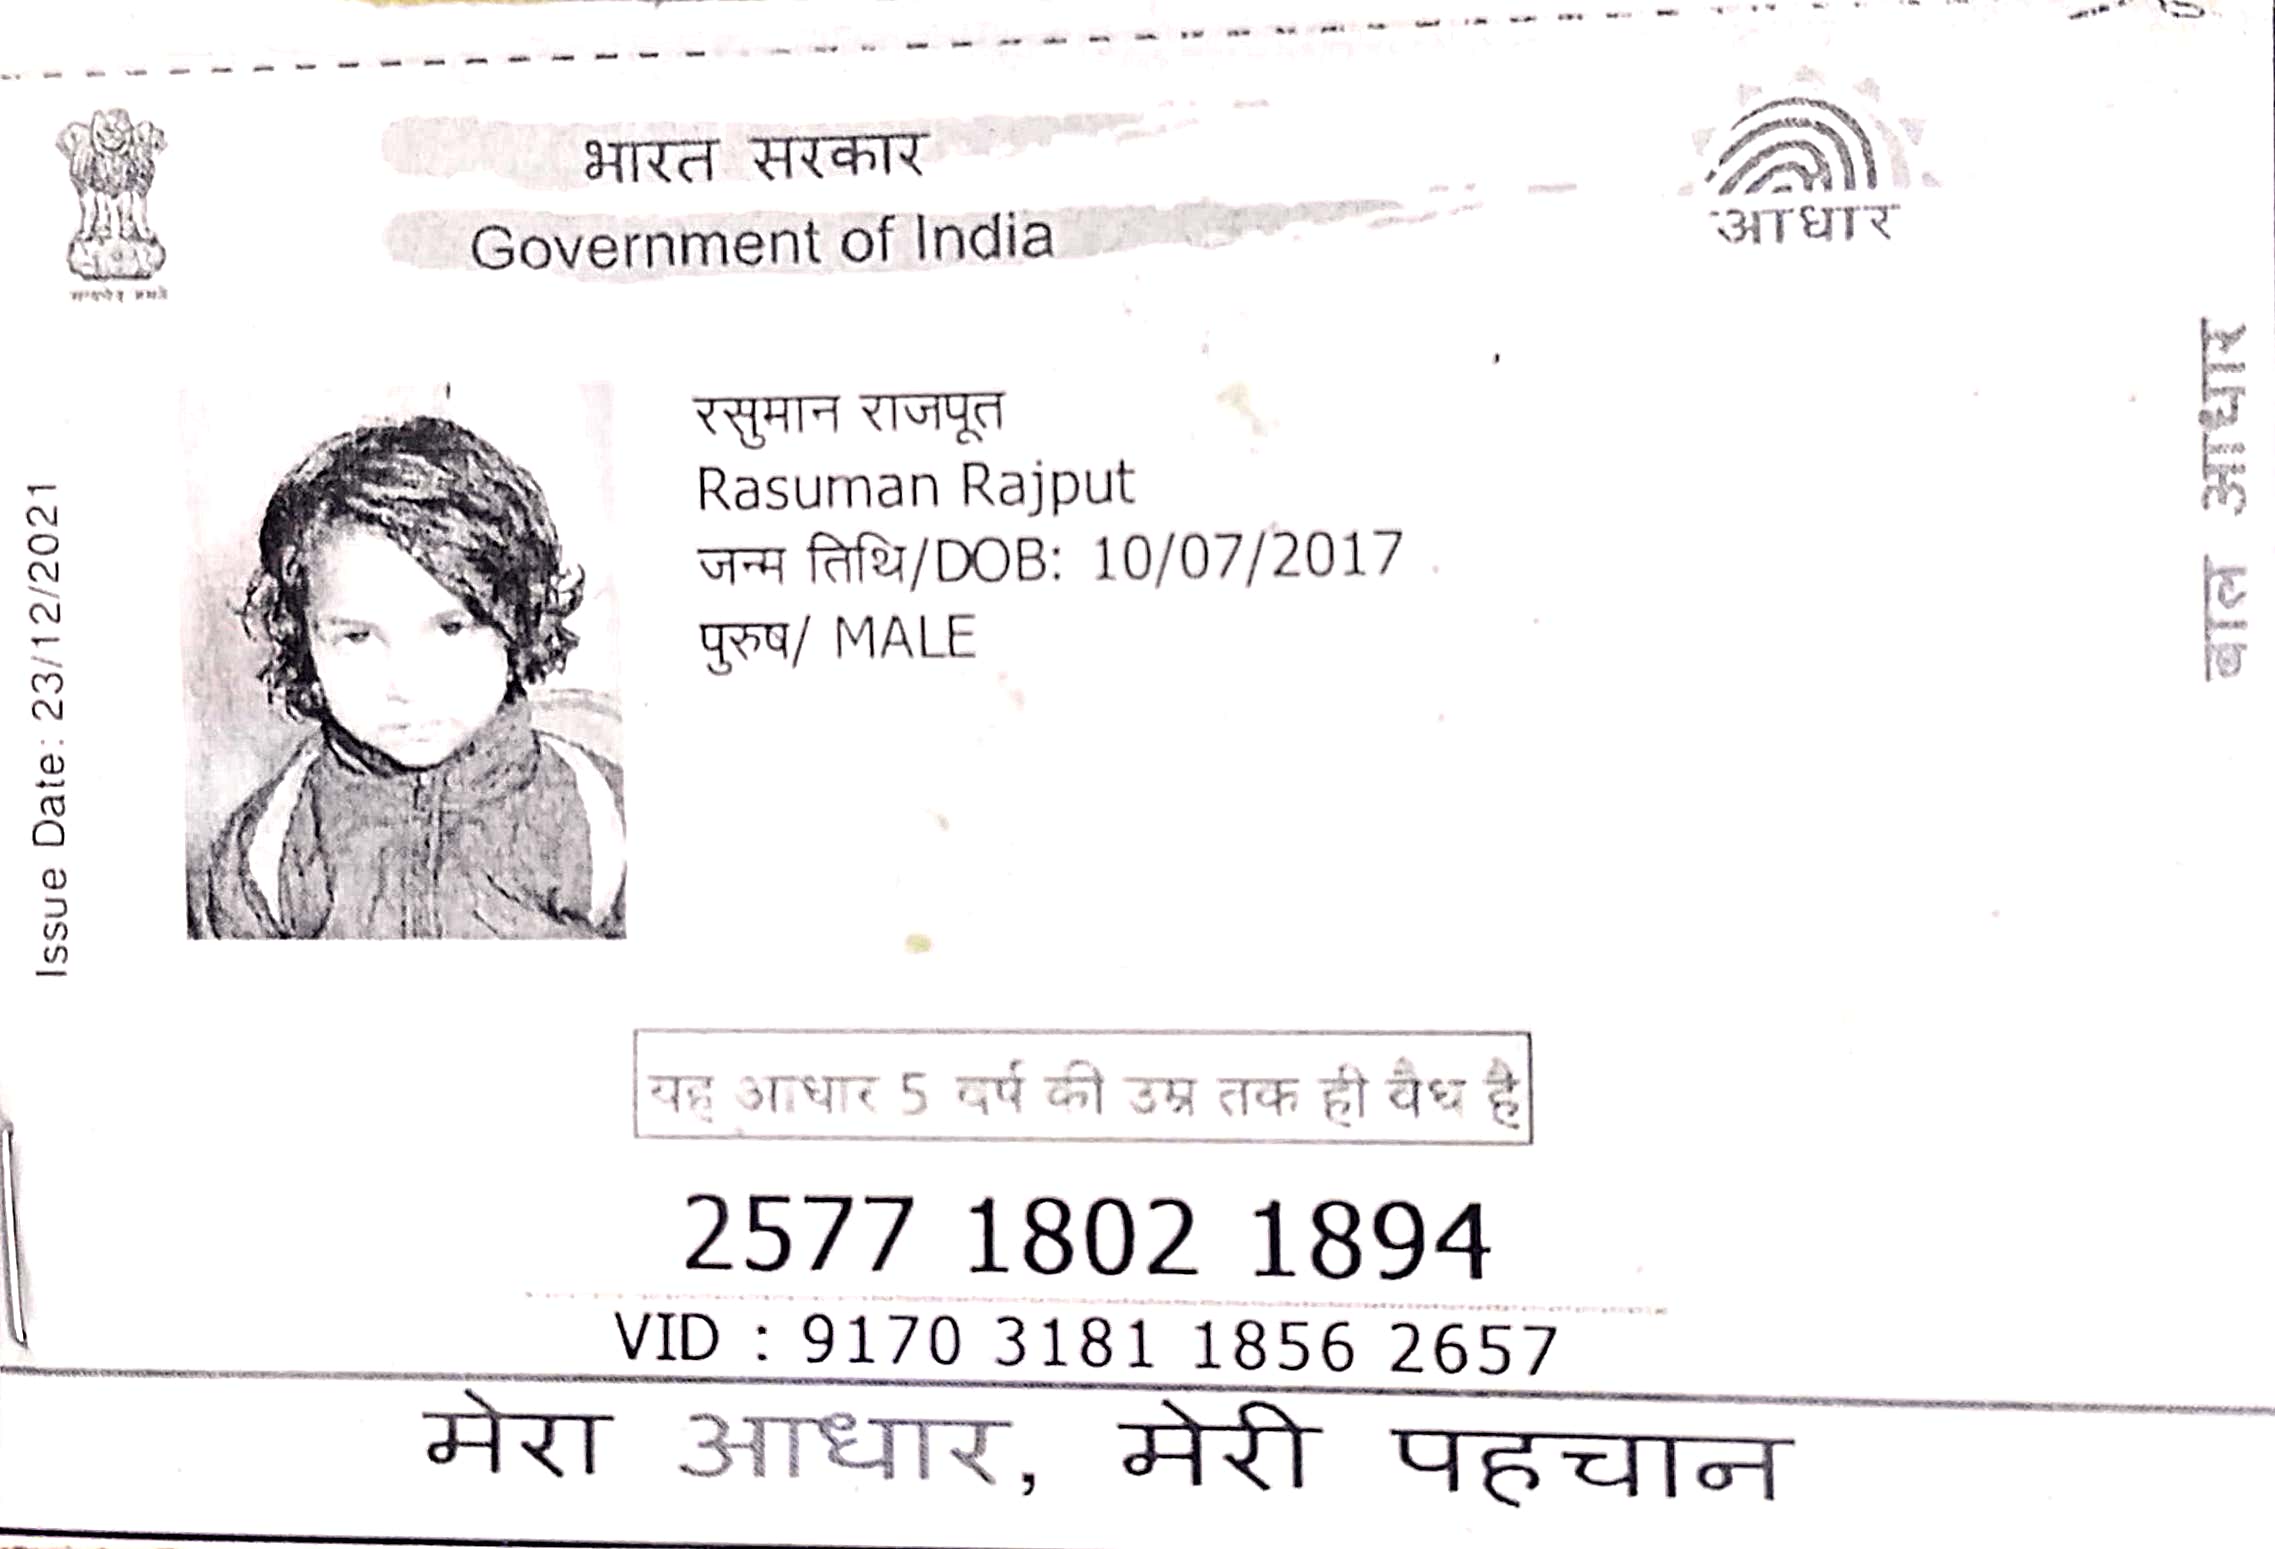 भारत सरकार
Government of India
आधार
रसुमान राजपूत
Rasuman Rajput
जन्म तिथि/DOB: 10/07/2017
पुरुष/ MALE
Issue Date: 23/12/2021
बाल आधार
यह आधार 5 वर्ष की उम्र तक ही वैध है
2577 1802 1894
VID : 9170 3181 1856 2657
मेरा आधार, मेरी पहचान